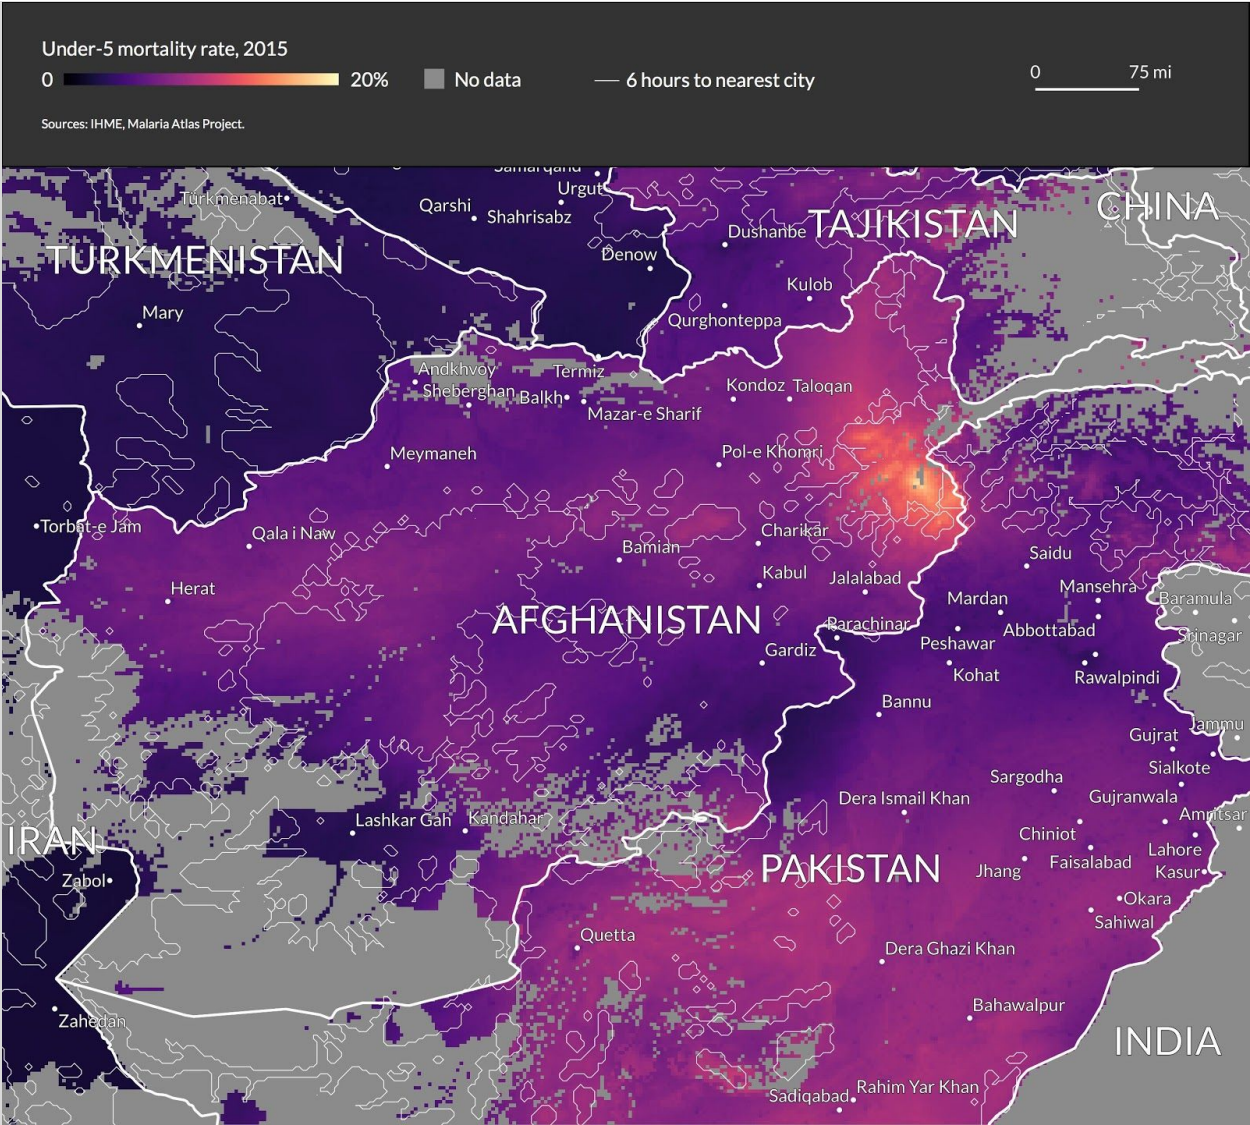 Under-5 mortality rate, 2015
0 20% No data 6 hours to nearest city 0 75 mi
Sources: IHME, Malaria Atlas Project.
Samarqand
Urgut
Turkmenabat
Qarshi
Shahrisabz
CHINA
TAJIKISTAN
Dushanbe
TURKMENISTAN
Denow
Kulob
Mary
Qurghonteppa
Andkhvoy
Termiz
Sheberghan
Balkh
Kondoz
Taloqan
Mazar-e Sharif
Meymaneh
Pol-e Khomri
Torbat-e Jam
Qala i Naw
Charikar
Bamian
Saidu
Kabul
Jalalabad
Herat
Mansehra
Mardan
Baramula
AFGHANISTAN
Parachinar
Abbottabad
Srinagar
Peshawar
Gardiz
Kohat
Rawalpindi
Bannu
Jammu
Gujrat
Sialkote
Sargodha
Dera Ismail Khan
Gujranwala
Lashkar Gah
Kandahar
Amritsar
IRAN
Chiniot
Lahore
PAKISTAN
Jhang
Faisalabad
Kasur
Zabol
Okara
Sahiwal
Quetta
Dera Ghazi Khan
Bahawalpur
Zahedan
INDIA
Rahim Yar Khan
Sadiqabad